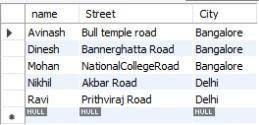 name Street City
Avinash Bull temple road Bangalore
Dinesh Bannerghatta Road Bangalore
Mohan NationalCollegeRoad Bangalore
Nikhil Akbar Road Delhi
Ravi Prithviraj Road Delhi
NULL NULL NULL